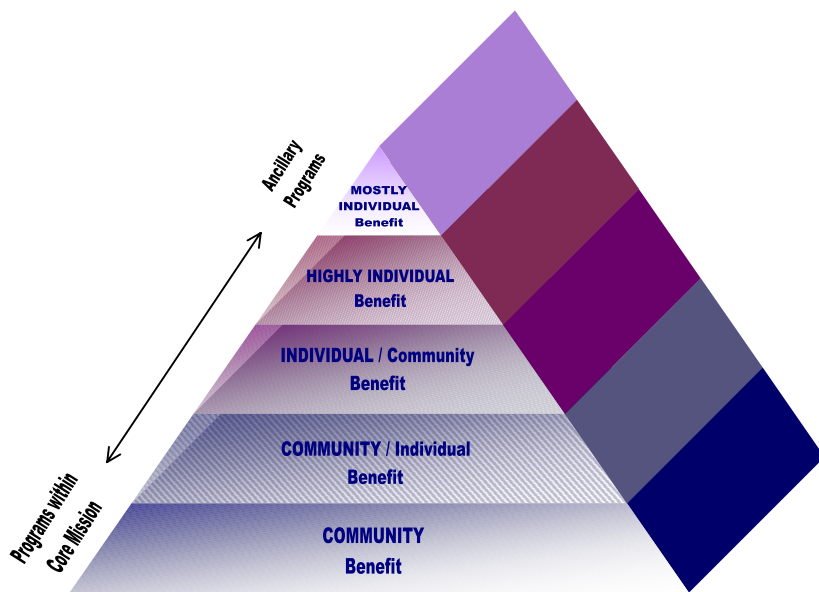 Ancillary
Programs
MOSTLY
INDIVIDUAL
Benefit
HIGHLY INDIVIDUAL
Benefit
INDIVIDUAL / Community
Benefit
COMMUNITY / Individual
Benefit
Programs within
Core Mission
COMMUNITY
Benefit